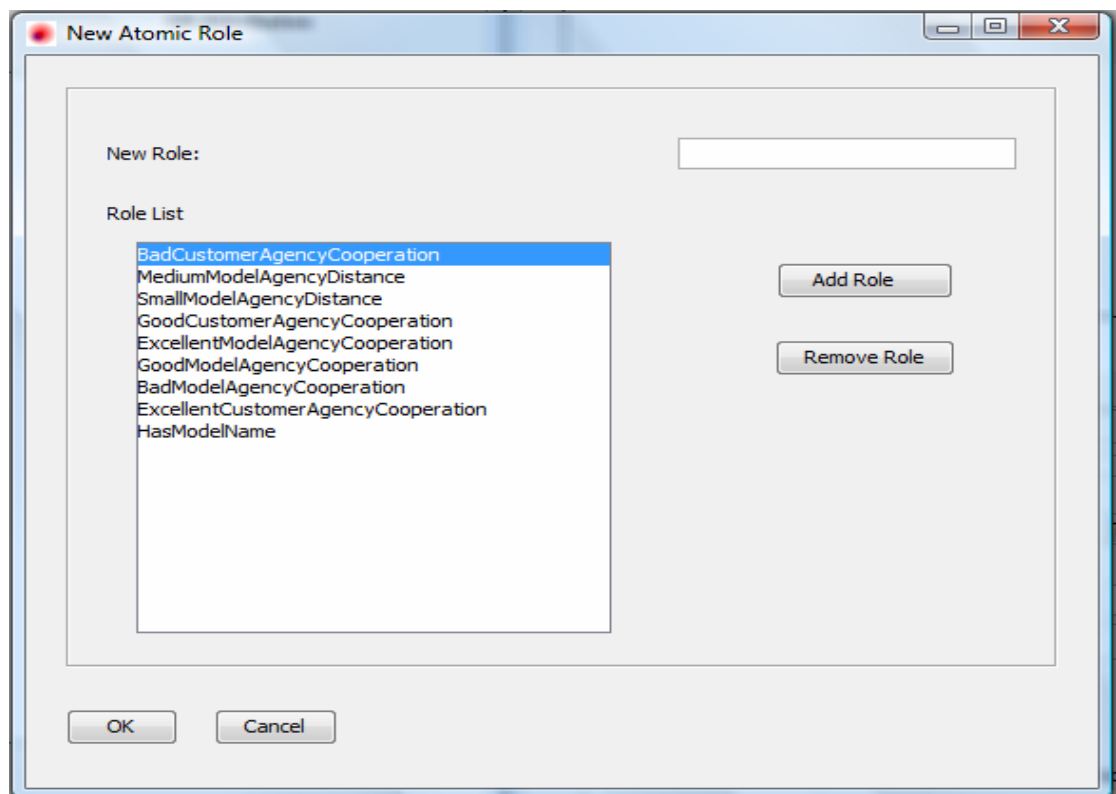 New Atomic Role
New Role:
Role List
BadCustomerAgencyCooperation
MediumModelAgencyDistance
SmallModelAgencyDistance
GoodCustomerAgencyCooperation
ExcellentModelAgencyCooperation
GoodModelAgencyCooperation
BadModelAgencyCooperation
ExcellentCustomerAgencyCooperation
HasModelName
Add Role
Remove Role
OK Cancel